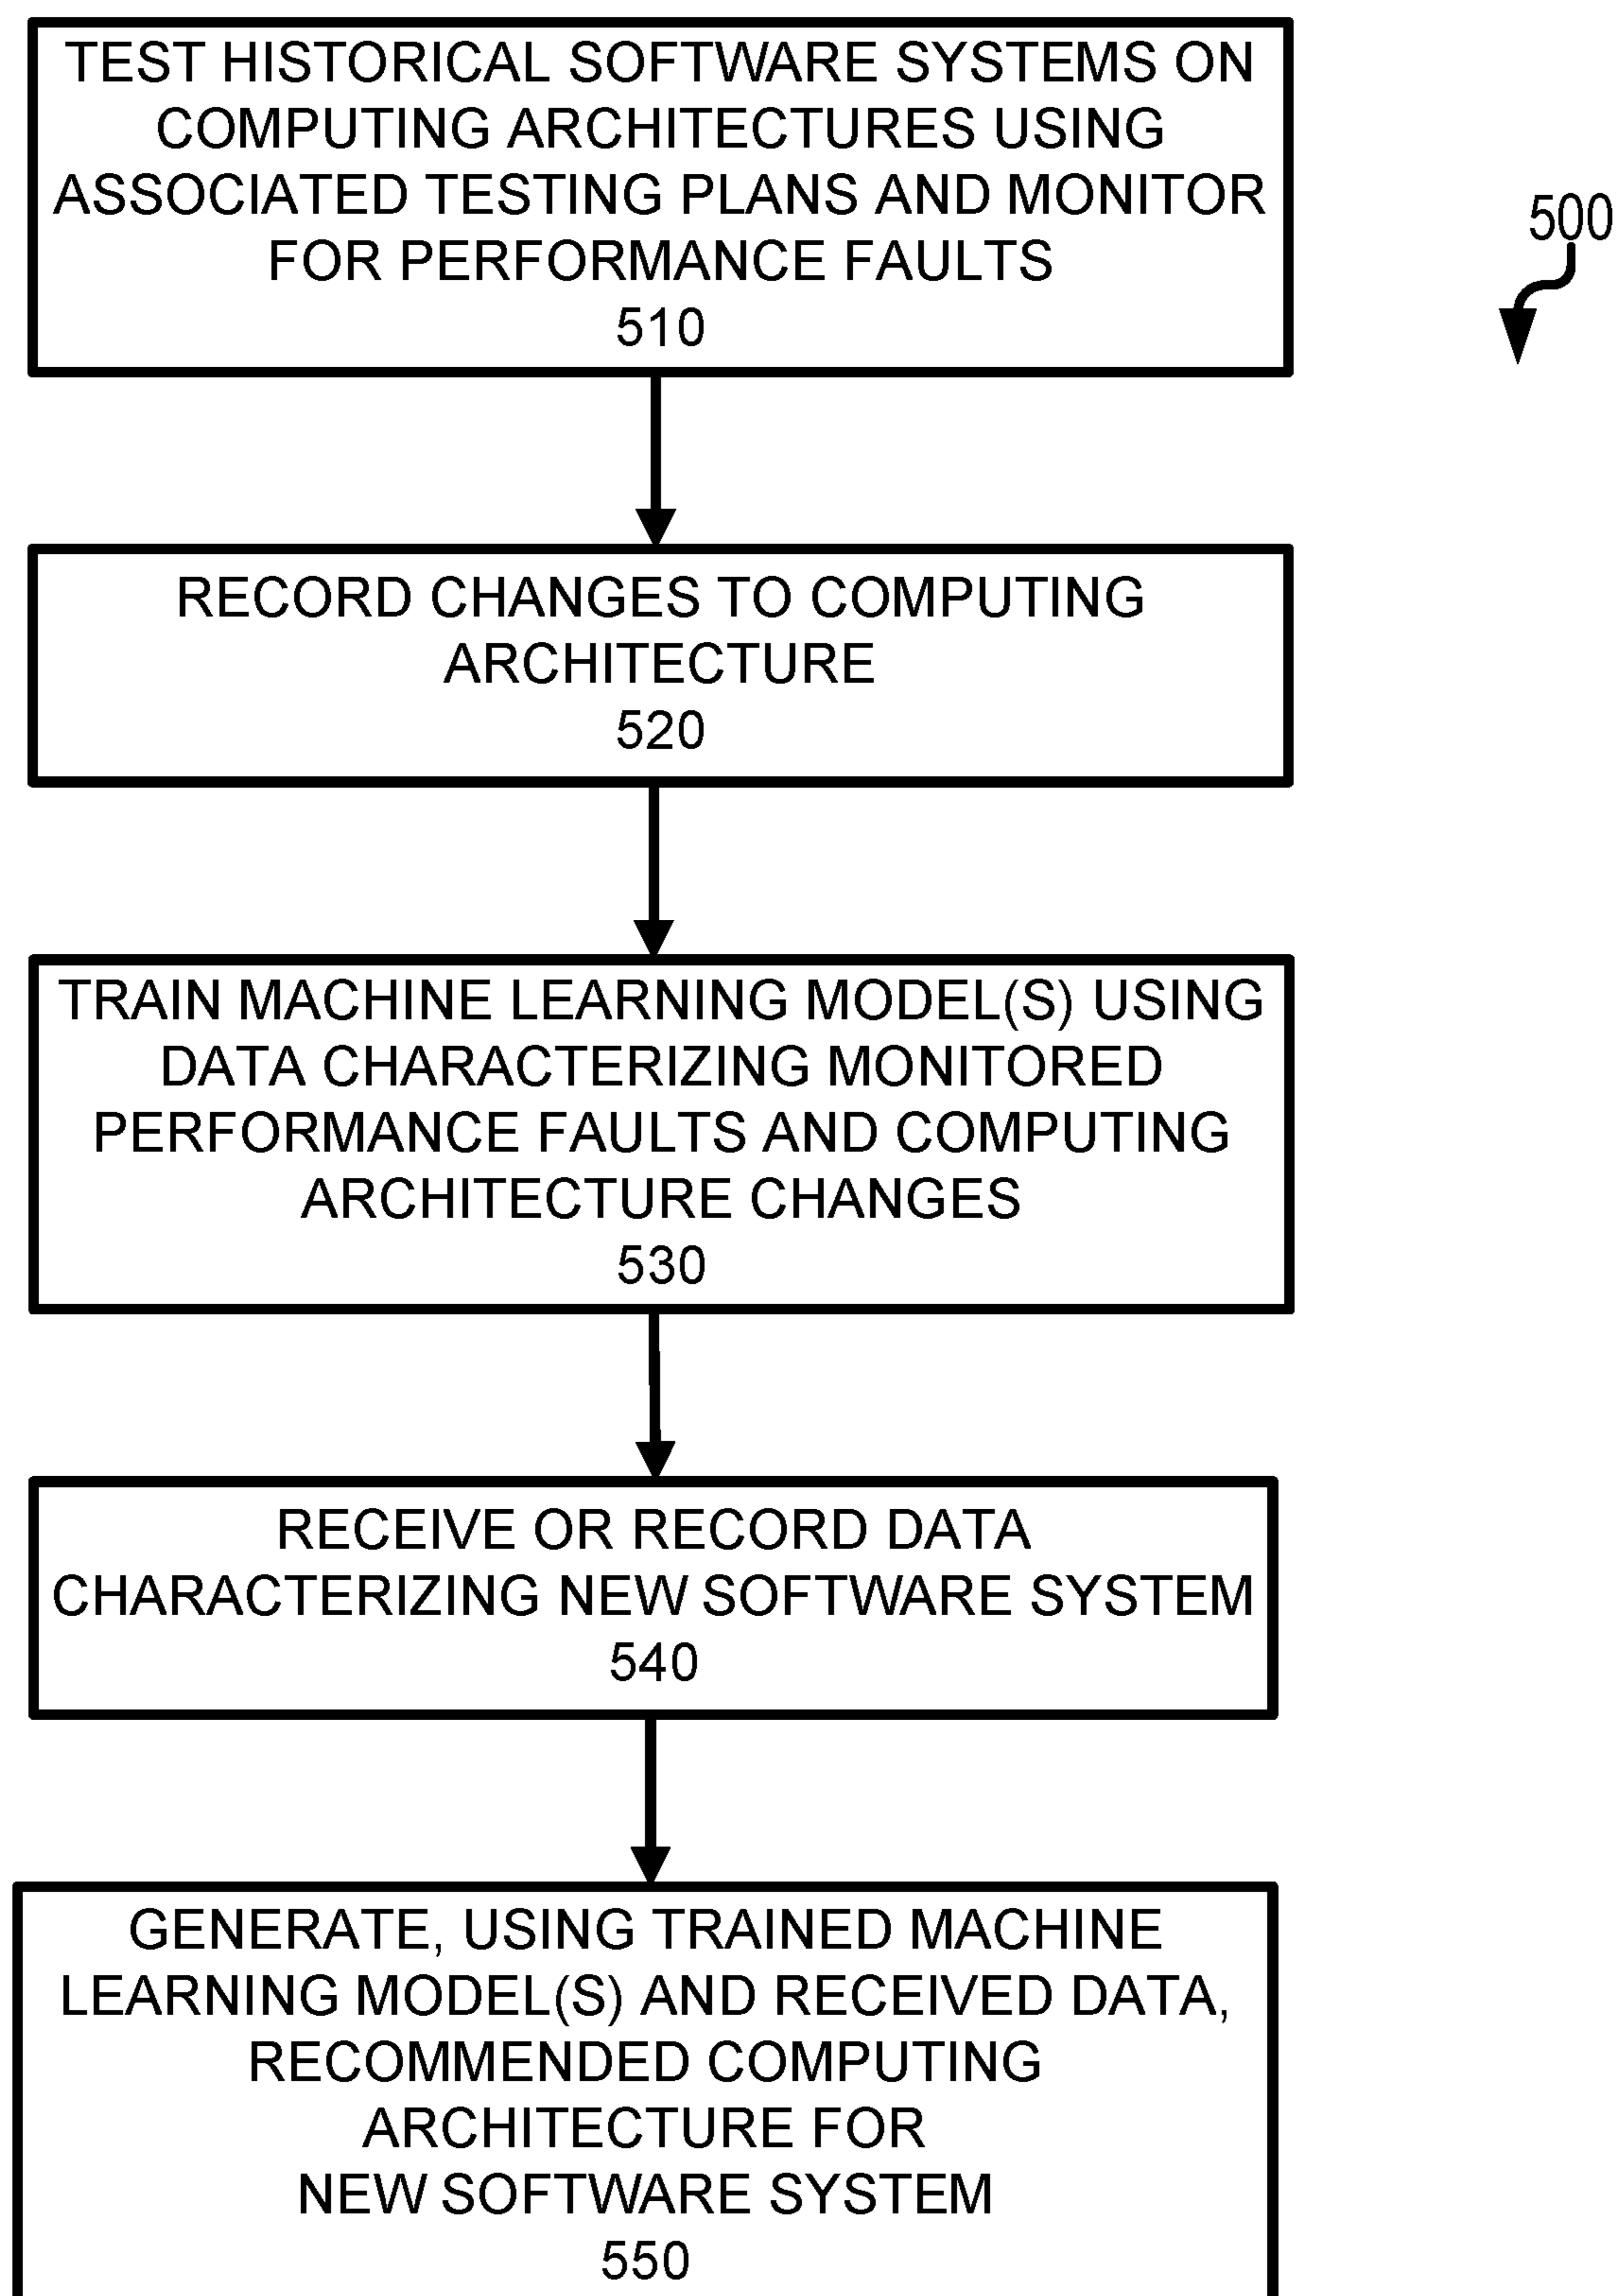 TEST HISTORICAL SOFTWARE SYSTEMS ON
COMPUTING ARCHITECTURES USING
ASSOCIATED TESTING PLANS AND MONITOR
FOR PERFORMANCE FAULTS
510
500
RECORD CHANGES TO COMPUTING
ARCHITECTURE
520
TRAIN MACHINE LEARNING MODEL(S) USING
DATA CHARACTERIZING MONITORED
PERFORMANCE FAULTS AND COMPUTING
ARCHITECTURE CHANGES
530
RECEIVE OR RECORD DATA
CHARACTERIZING NEW SOFTWARE SYSTEM
540
GENERATE, USING TRAINED MACHINE
LEARNING MODEL(S) AND RECEIVED DATA,
RECOMMENDED COMPUTING
ARCHITECTURE FOR
NEW SOFTWARE SYSTEM
550